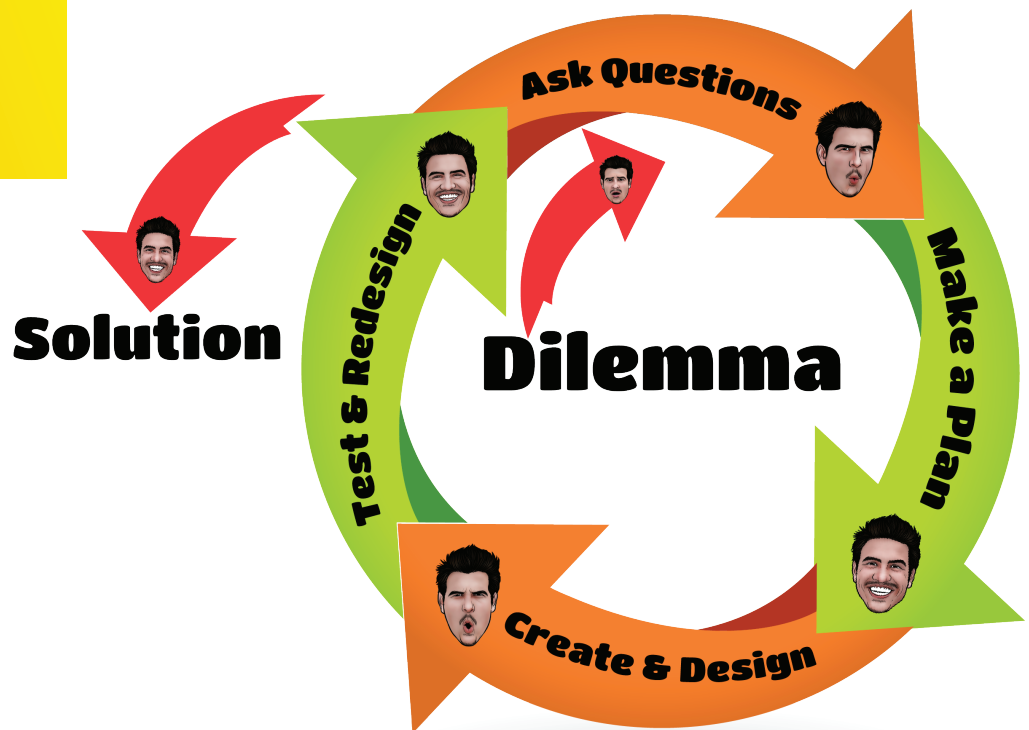 Ask Questions
Make a Plan
Create & Design
Test & Redesign
Dilemma
Solution